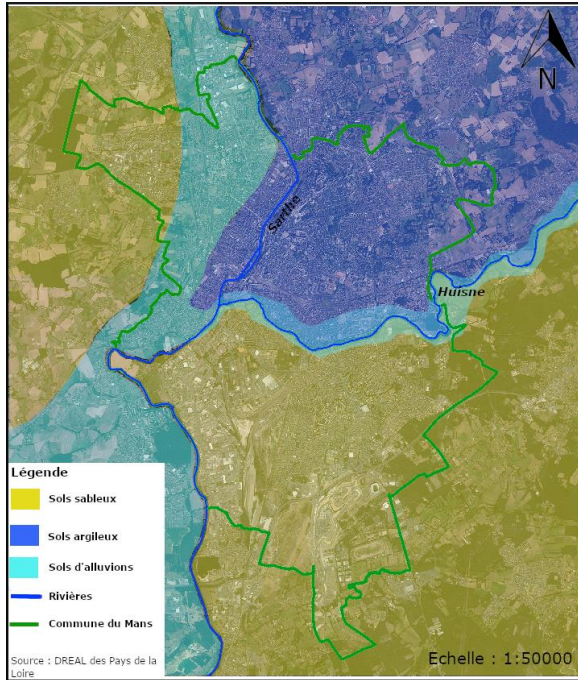 N
Sarthe
Huisne
Légende
Sols sableux
Sols argileux
Sols d'alluvions
Rivières
Commune du Mans
Source : DREAL des Pays de la
Loire
Echelle : 1:50000